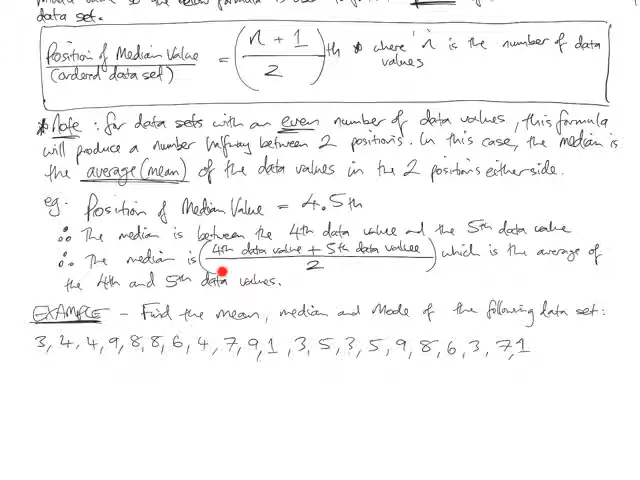 data set.
Position of Median Value (ordered data set) = (n + 1 / 2)th * where 'n' is the number of data values
*Note: for data sets with an even number of data values, this formula
will produce a number halfway between 2 positions. In this case, the median is
the average (mean) of the data values in the 2 positions either side.
eg. Position of Median Value = 4.5th
∴ The median is between the 4th data value and the 5th data value
∴ The median is (4th data value + 5th data value / 2) which is the average of
the 4th and 5th data values.
EXAMPLE - Find the Mean, median and Mode of the following data set:
3, 2, 4, 9, 8, 8, 6, 4, 7, 9, 1, 3, 5, 3, 5, 9, 8, 6, 3, 7, 1